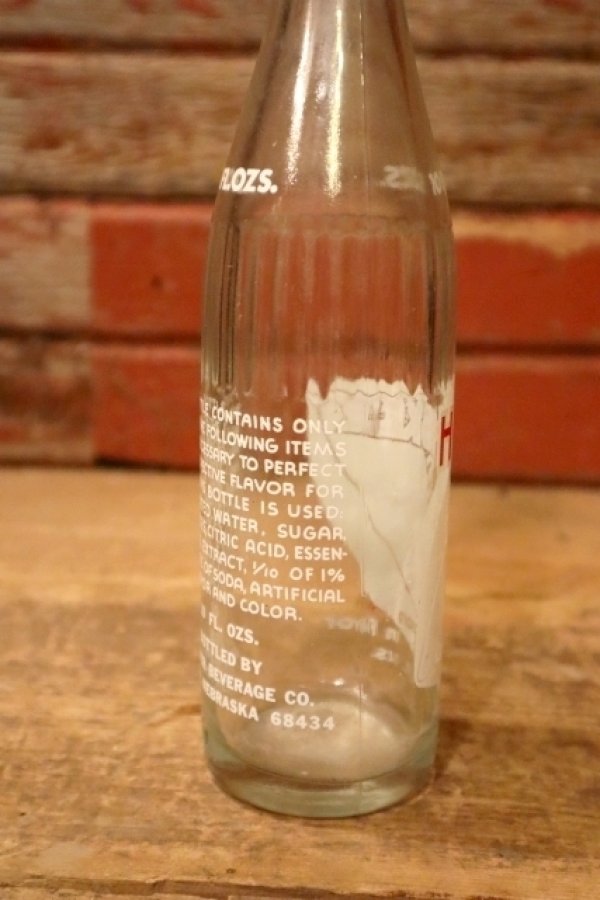 FL.OZS.
CONTAINS ONLY
FOLLOWING ITEMS
TO PERFECT
FLAVOR FOR
BOTTLE IS USED:
WATER, SUGAR,
CITRIC ACID, ESSEN-
EXTRACT, 1/10 OF 1%
OF SODA, ARTIFICIAL
AND COLOR.
FL. OZS.
BY
BEVERAGE CO.
NEBRASKA 68434
H